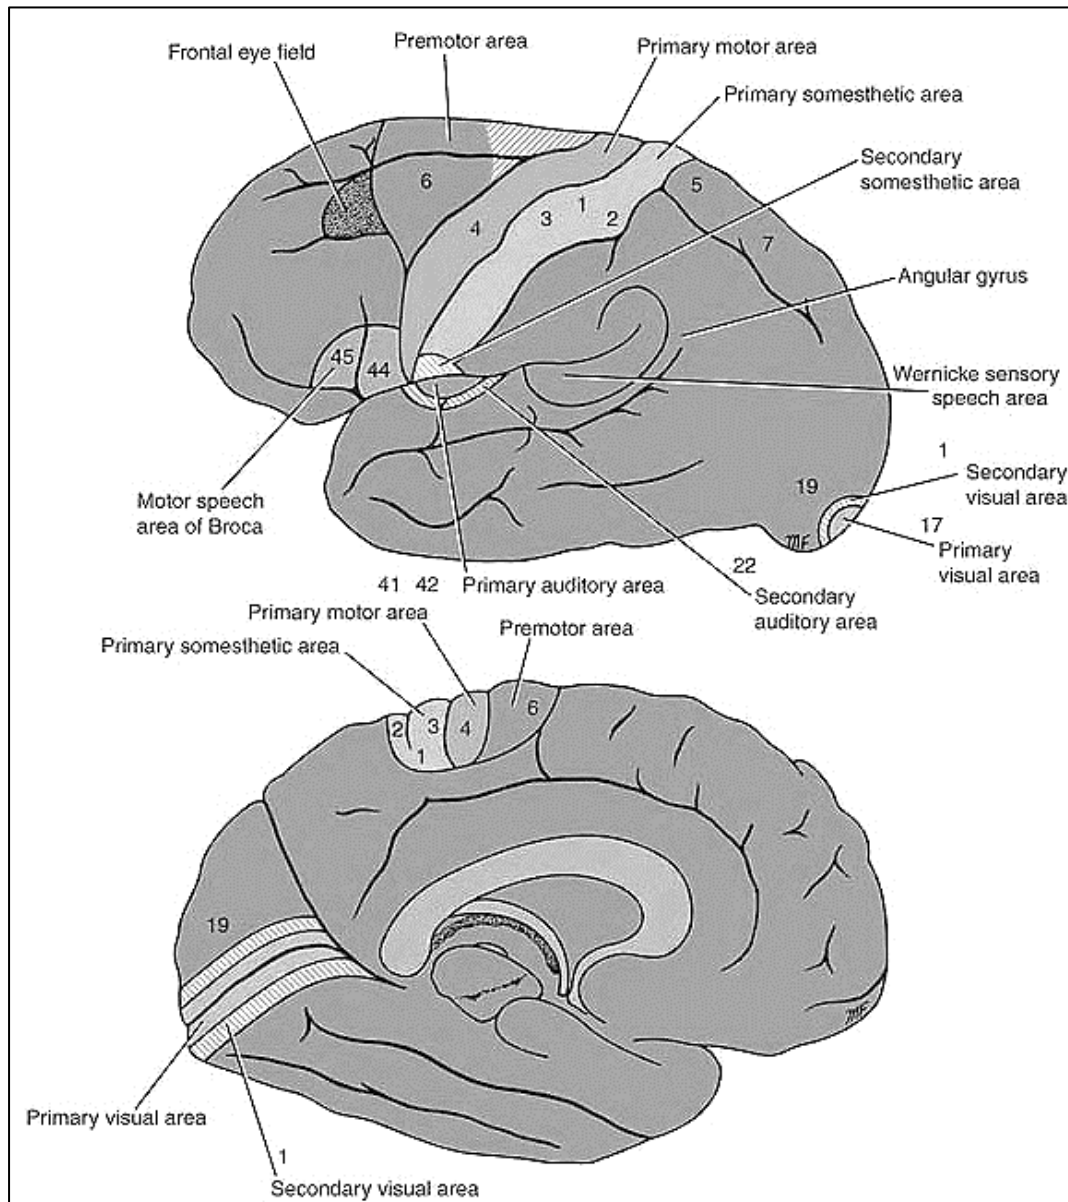 Frontal eye field
Premotor area
Primary motor area
Primary somesthetic area
Secondary
somesthetic area
6
5
4
3
1
2
7
Angular gyrus
45
44
Wernicke sensory
speech area
1
Secondary
visual area
19
Motor speech
area of Broca
MF
17
Primary
visual area
22
41 42
Primary auditory area
Secondary
auditory area
Primary motor area
Premotor area
Primary somesthetic area
2
3
4
6
1
19
MF
Primary visual area
1
Secondary visual area